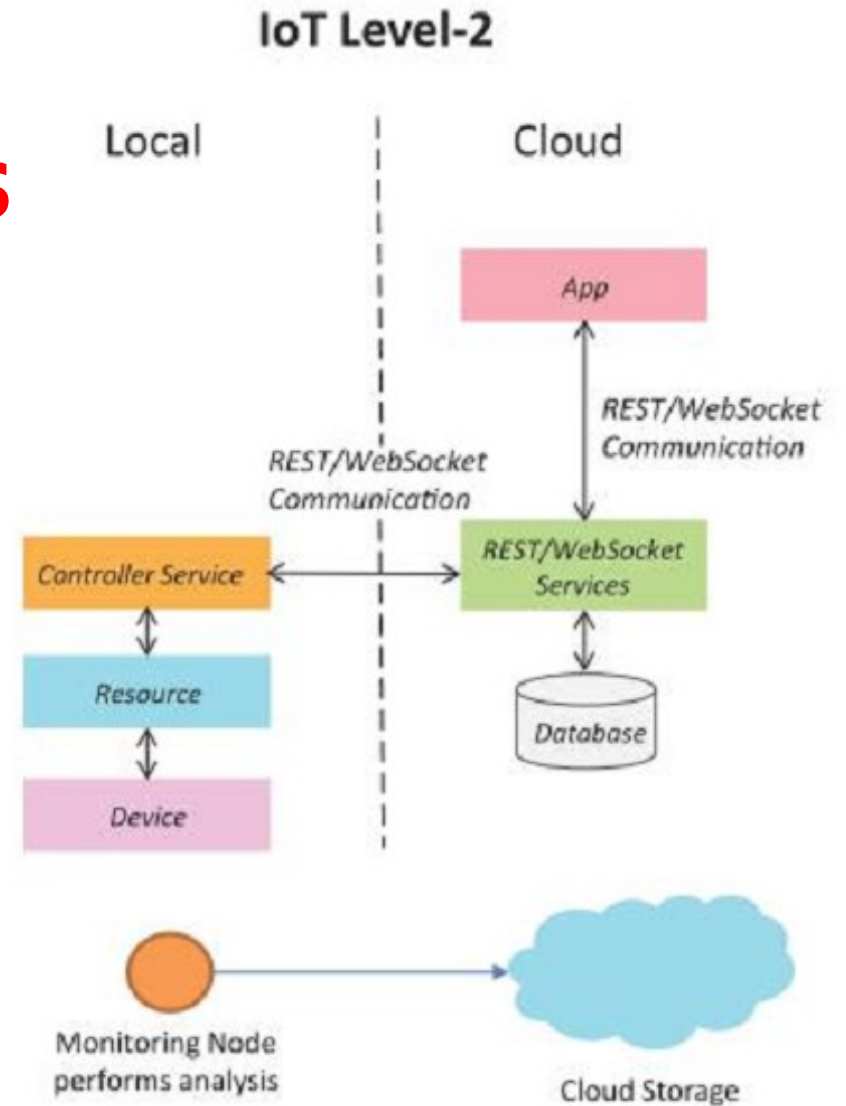 IoT Level-2
Local
Cloud
s
App
REST/WebSocket
Communication
REST/WebSocket
Communication
Controller Service
REST/WebSocket
Services
Resource
Database
Device
Monitoring Node
performs analysis
Cloud Storage